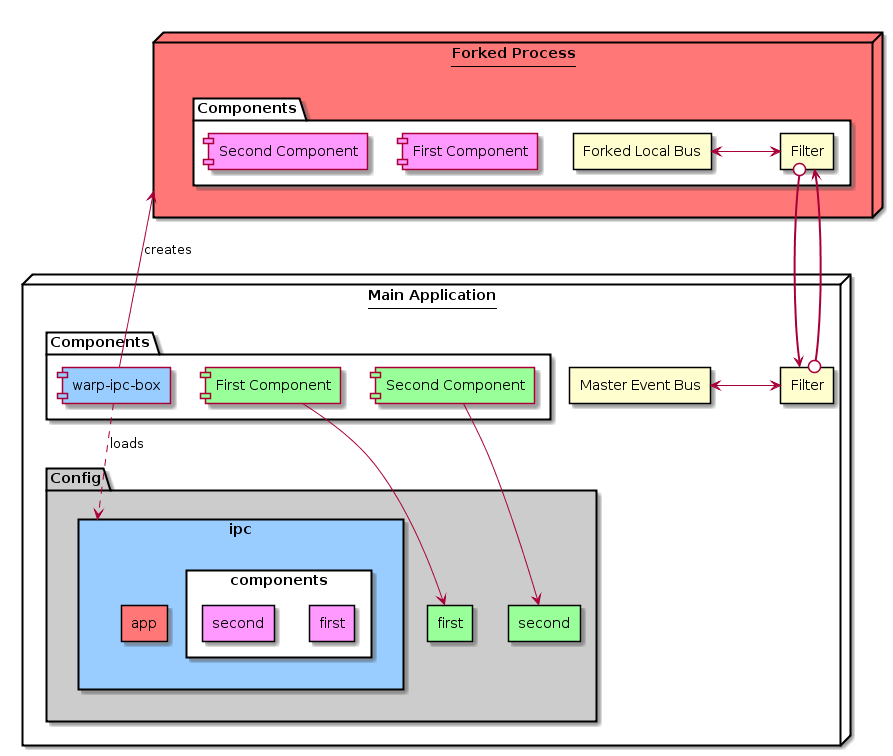 Forked Process
Components
Second Component
First Component
Forked Local Bus
Filter
creates
Main Application
Components
warp-ipc-box
First Component
Second Component
Master Event Bus
Filter
loads
Config
ipc
components
app
second
first
first
second